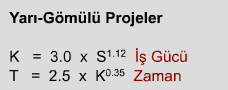 Yarı-Gömülü Projeler
K = 3.0 x S1.12 İş Gücü
T = 2.5 x K0.35 Zaman